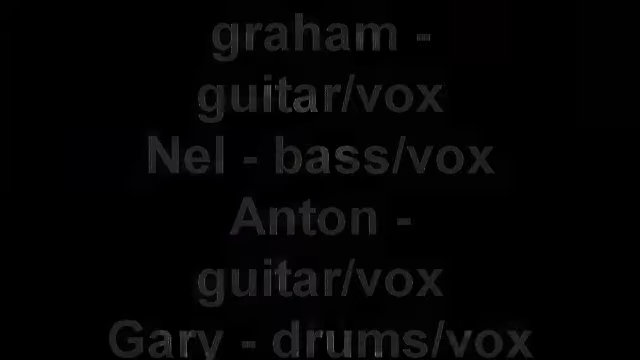 graham -
guitar/vox
Nel - bass/vox
Anton -
guitar/vox
Gary - drums/vox